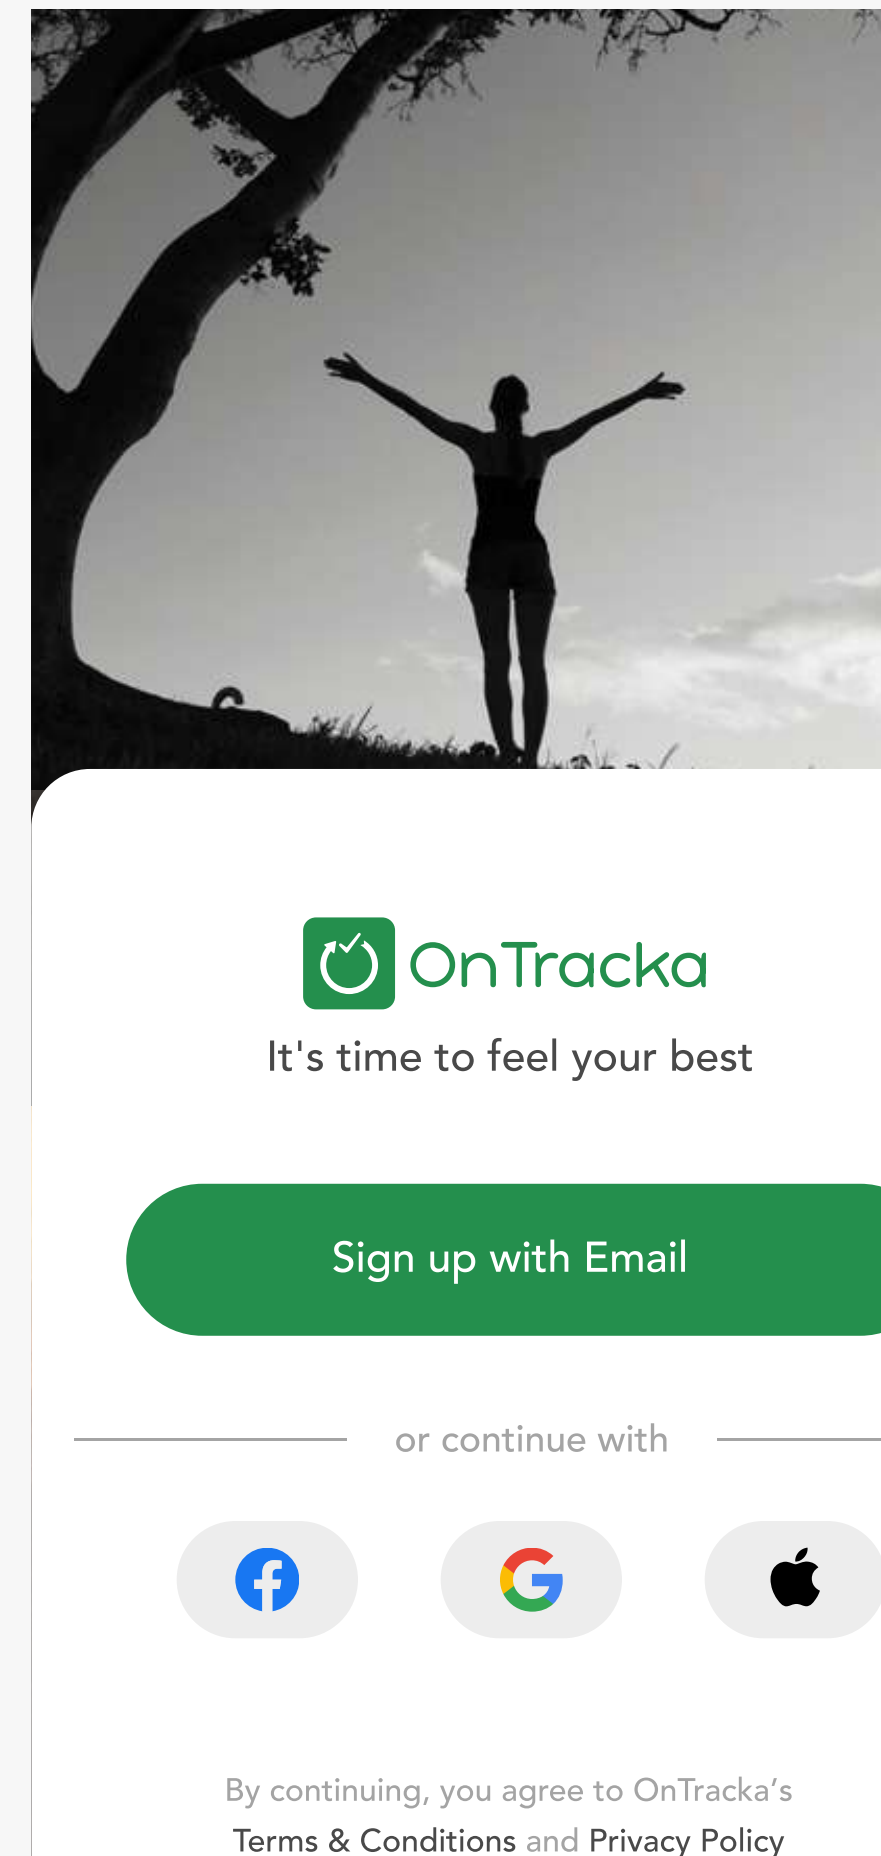 OnTracka
It's time to feel your best
Sign up with Email
or continue with
By continuing, you agree to OnTracka’s
Terms & Conditions and Privacy Policy